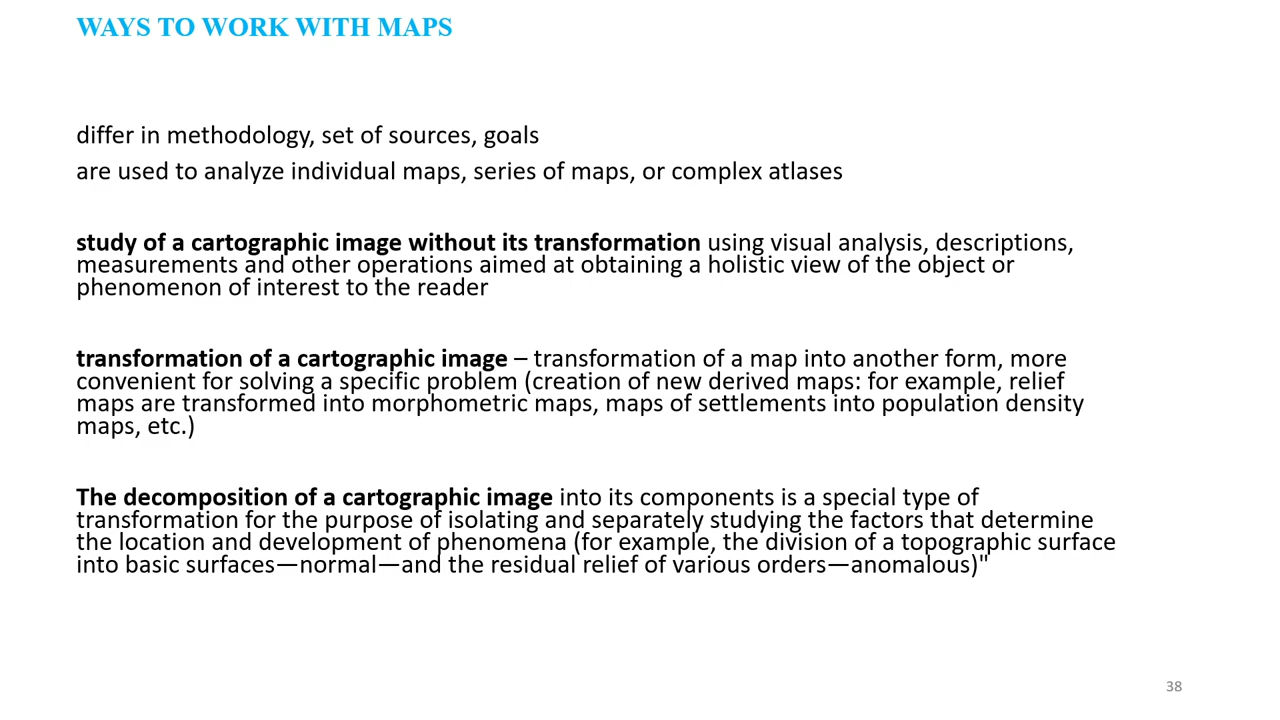 WAYS TO WORK WITH MAPS
differ in methodology, set of sources, goals
are used to analyze individual maps, series of maps, or complex atlases
study of a cartographic image without its transformation using visual analysis, descriptions,
measurements and other operations aimed at obtaining a holistic view of the object or
phenomenon of interest to the reader
transformation of a cartographic image – transformation of a map into another form, more
convenient for solving a specific problem (creation of new derived maps: for example, relief
maps are transformed into morphometric maps, maps of settlements into population density
maps, etc.)
The decomposition of a cartographic image into its components is a special type of
transformation for the purpose of isolating and separately studying the factors that determine
the location and development of phenomena (for example, the division of a topographic surface
into basic surfaces—normal—and the residual relief of various orders—anomalous)"
38